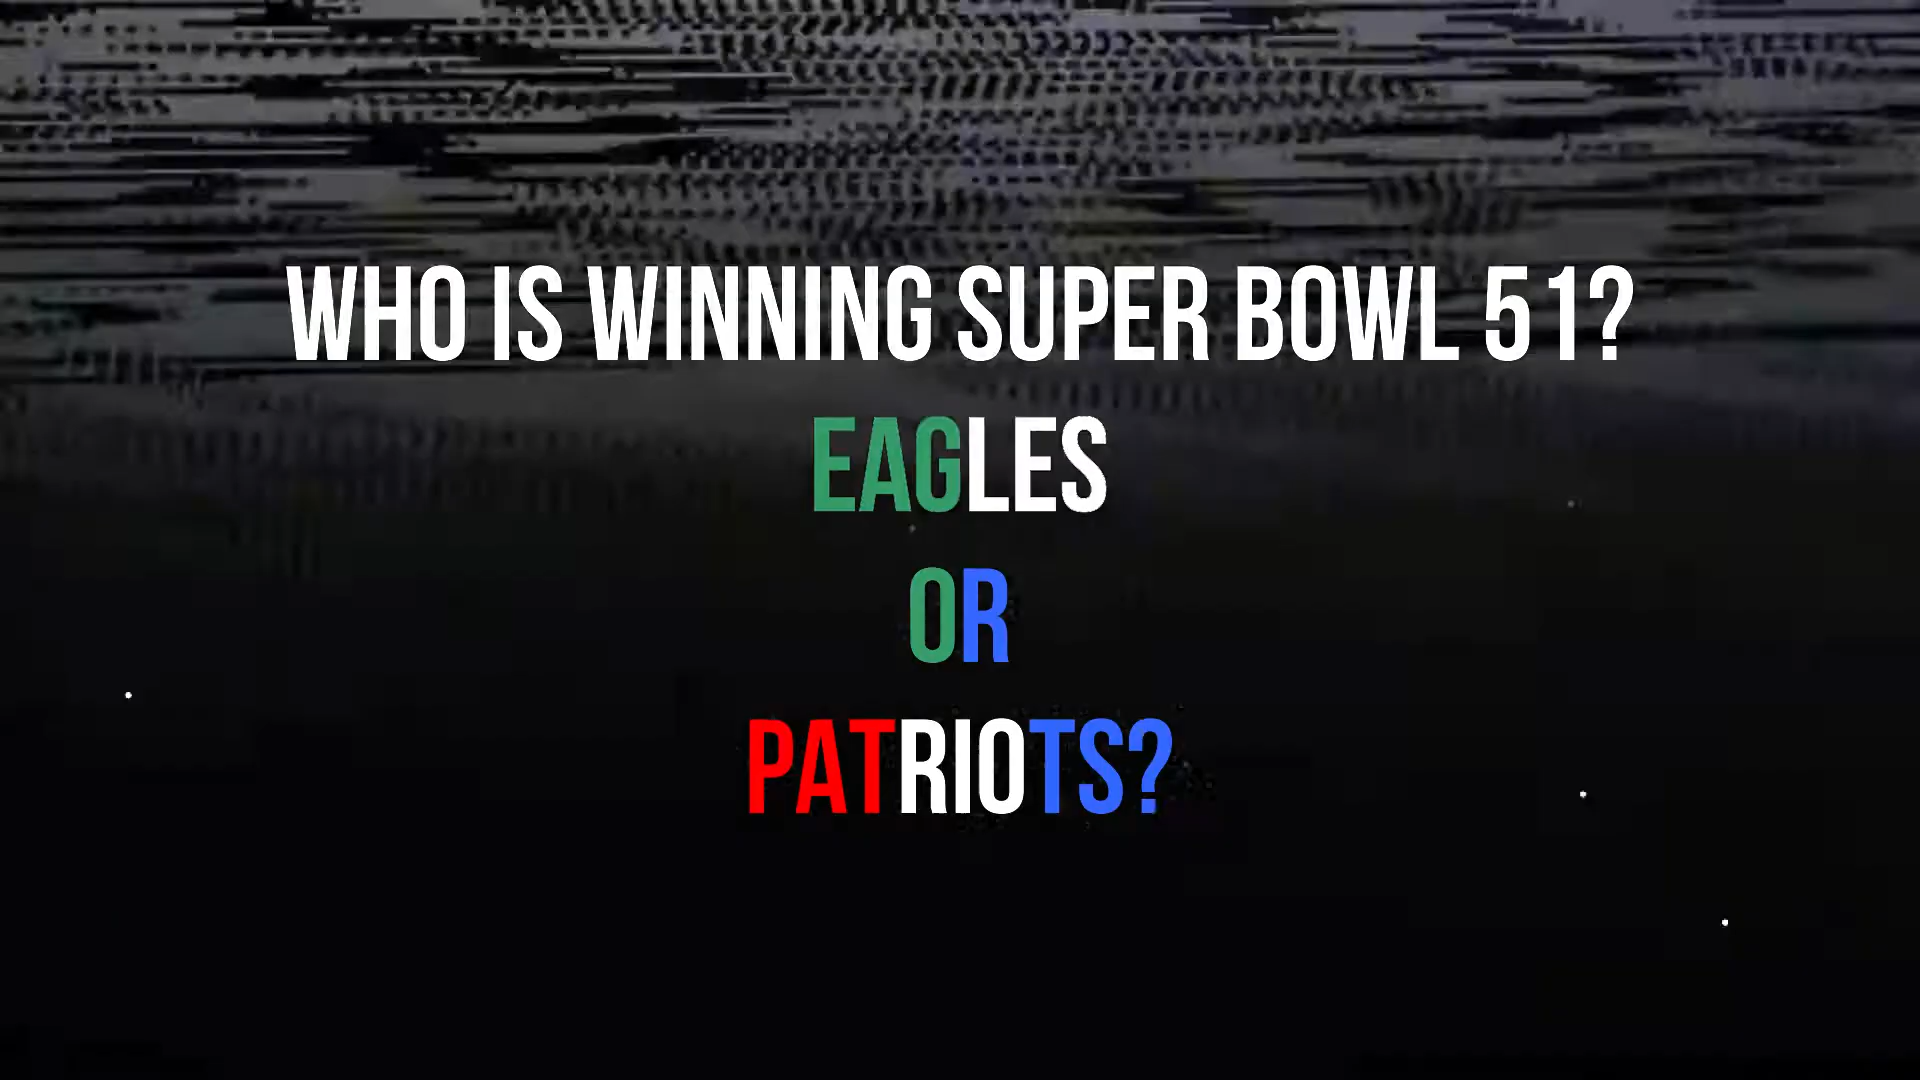 WHO IS WINNING SUPER BOWL 51?
EAGLES
OR
PATRIOTS?